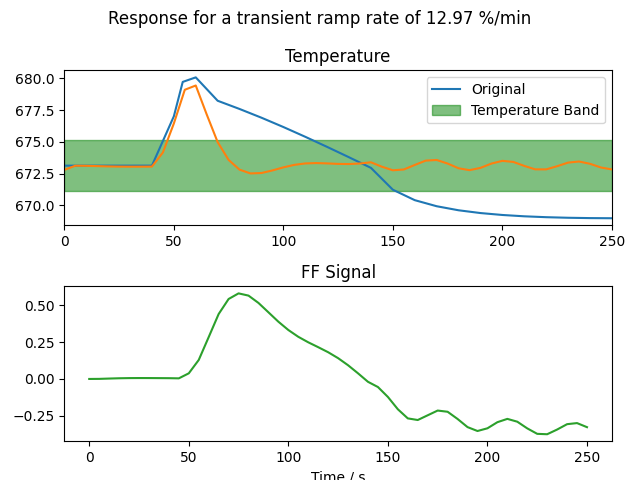 Response for a transient ramp rate of 12.97 %/min
Temperature
680.0
677.5
675.0
672.5
670.0
Original
Temperature Band
0 50 100 150 200 250
FF Signal
0.50
0.25
0.00
−0.25
0 50 100 150 200 250
Time / s